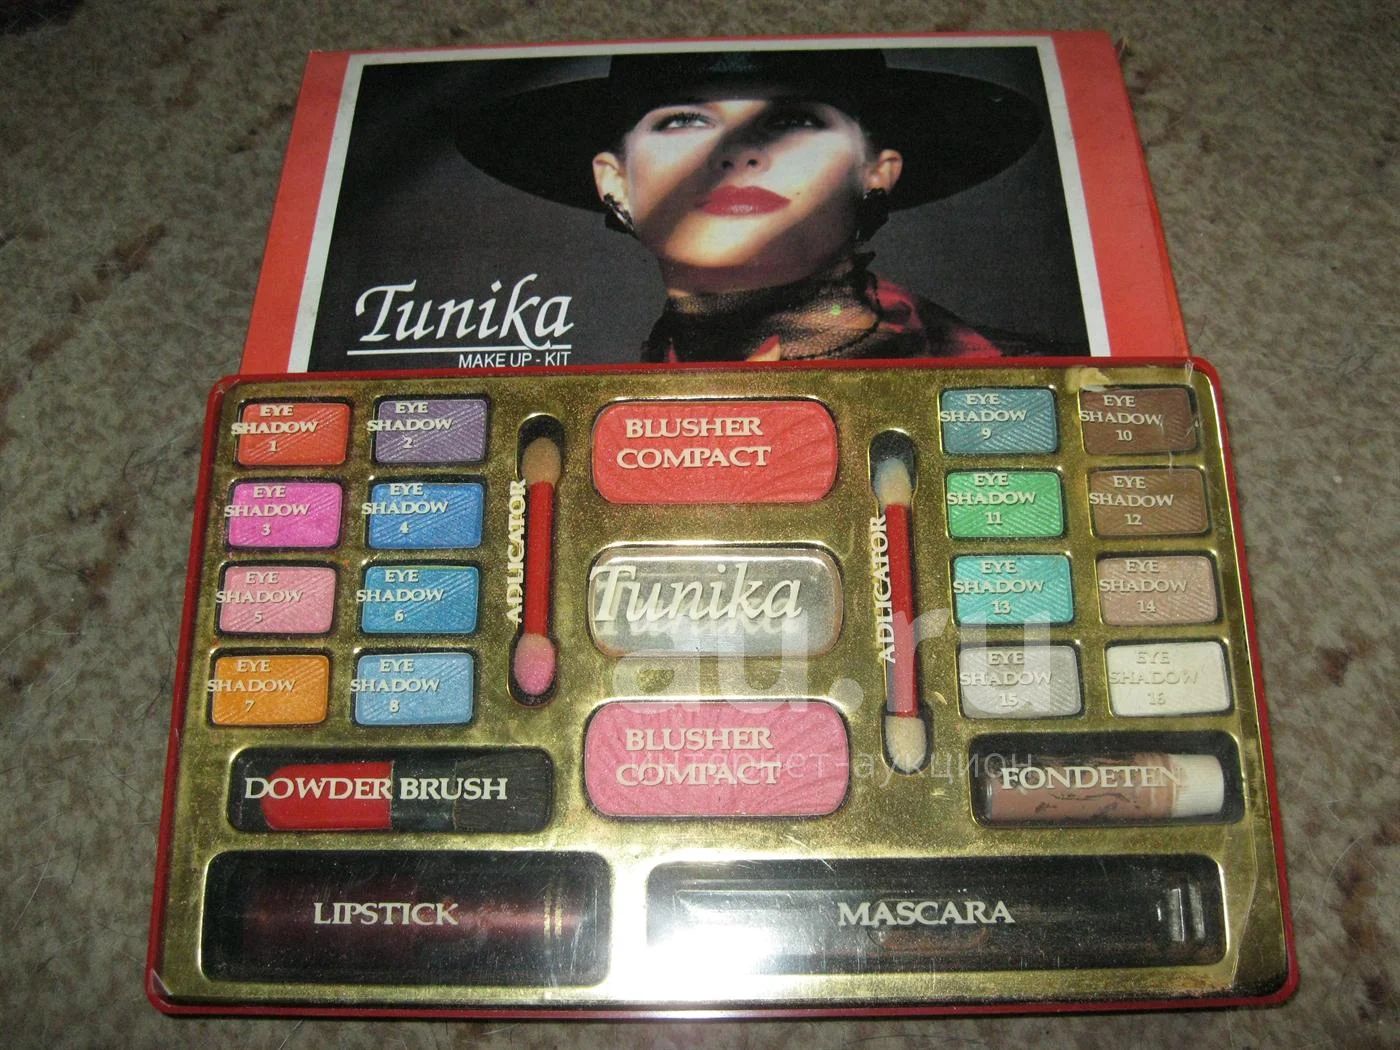 Tunika
MAKE UP - KIT
EYE
SHADOW
1
EYE
SHADOW
2
EYE
SHADOW
3
EYE
SHADOW
4
EYE
SHADOW
5
EYE
SHADOW
6
EYE
SHADOW
7
EYE
SHADOW
8
ADLICATOR
BLUSHER
COMPACT
Tunika
BLUSHER
COMPACT
ADLICATOR
EYE
SHADOW
9
EYE
SHADOW
10
EYE
SHADOW
11
EYE
SHADOW
12
EYE
SHADOW
13
EYE
SHADOW
14
EYE
SHADOW
15
EYE
SHADOW
16
DOWDER BRUSH
FONDETEN
LIPSTICK
MASCARA
au.ru
интернет-аукцион